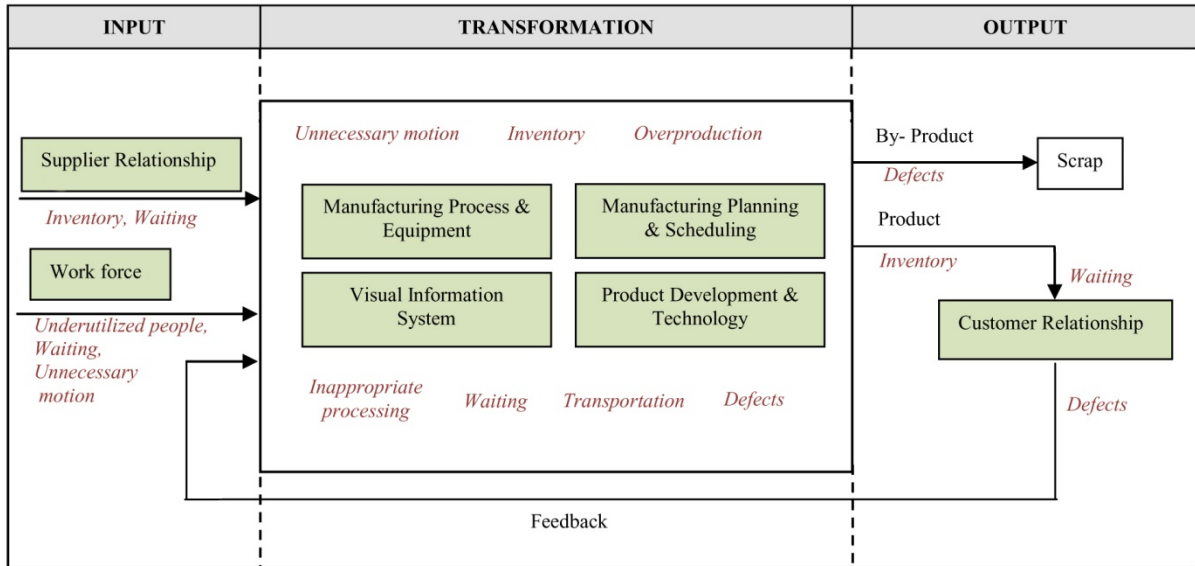 INPUT
TRANSFORMATION
OUTPUT
Supplier Relationship
Inventory, Waiting
Work force
Underutilized people,
Waiting,
Unnecessary
motion
Unnecessary motion
Inventory
Overproduction
Manufacturing Process &
Equipment
Manufacturing Planning
& Scheduling
Visual Information
System
Product Development &
Technology
Inappropriate
processing
Waiting
Transportation
Defects
By- Product
Defects
Scrap
Product
Inventory
Waiting
Customer Relationship
Defects
Feedback